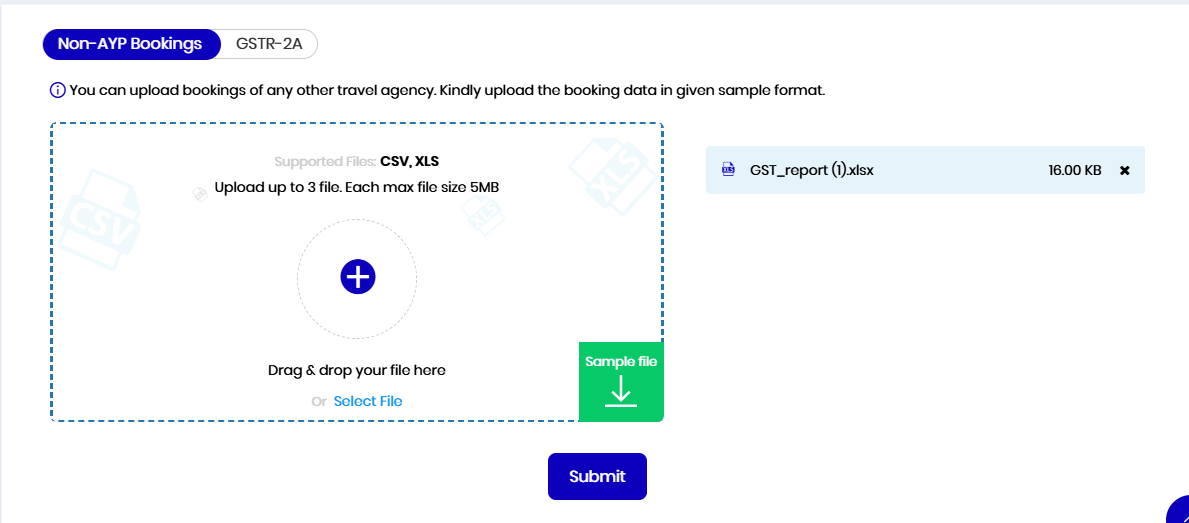 Non-AYP Bookings
GSTR-2A
You can upload bookings of any other travel agency. Kindly upload the booking data in given sample format.
Supported Files: CSV, XLS
Upload up to 3 file. Each max file size 5MB
CSV
XLS
XLS
Drag & drop your file here
Or Select File
Sample file
XLS GST_report (1).xlsx 16.00 KB
Submit